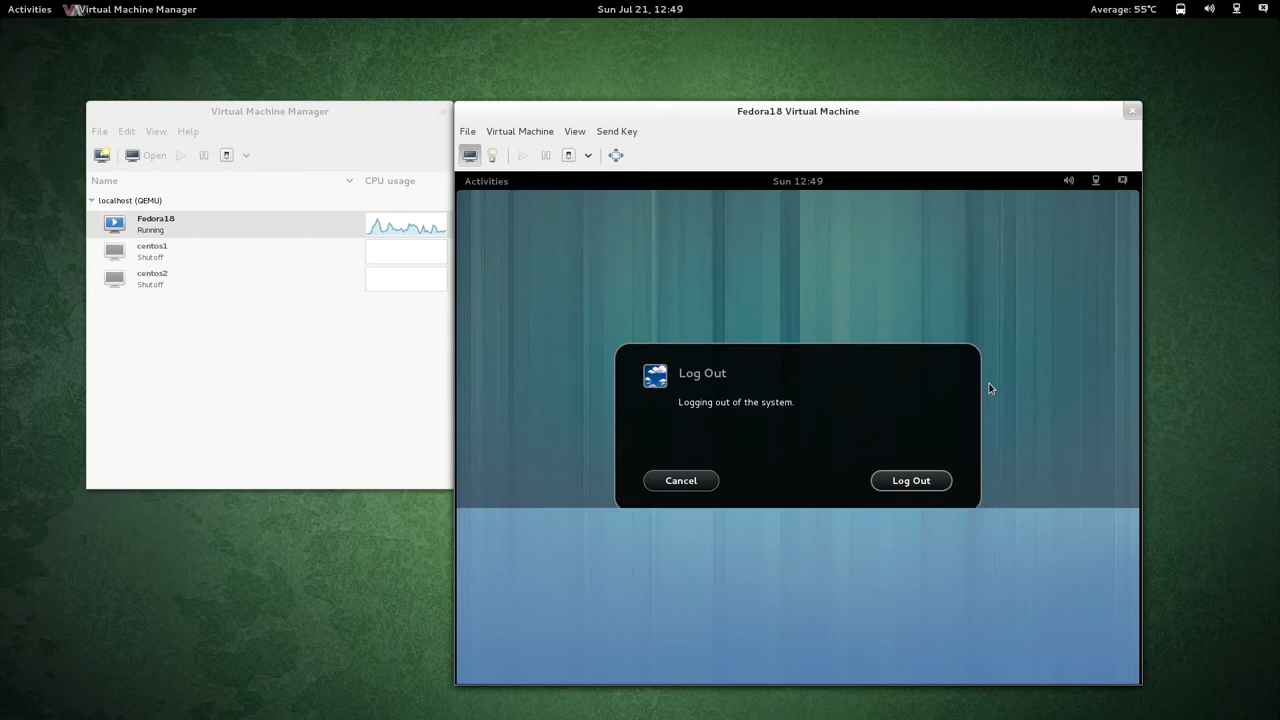 Activities Virtual Machine Manager Sun Jul 21, 12:49 Average: 55℃
Virtual Machine Manager
File Edit View Help
Open
Name CPU usage
localhost (QEMU)
Fedora18
Running
centos1
Shutoff
centos2
Shutoff
Fedora18 Virtual Machine
File Virtual Machine View Send Key
Activities Sun 12:49
Log Out
Logging out of the system.
Cancel Log Out